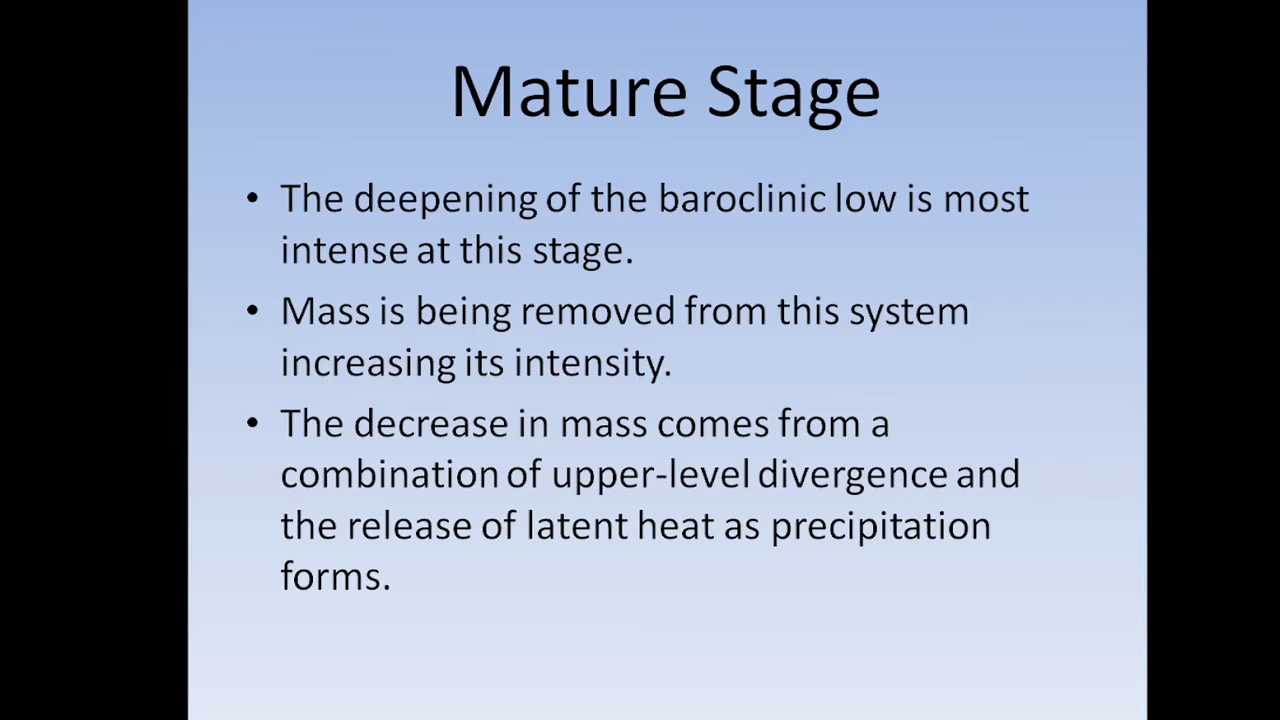 Mature Stage
• The deepening of the baroclinic low is most
intense at this stage.
• Mass is being removed from this system
increasing its intensity.
• The decrease in mass comes from a
combination of upper-level divergence and
the release of latent heat as precipitation
forms.